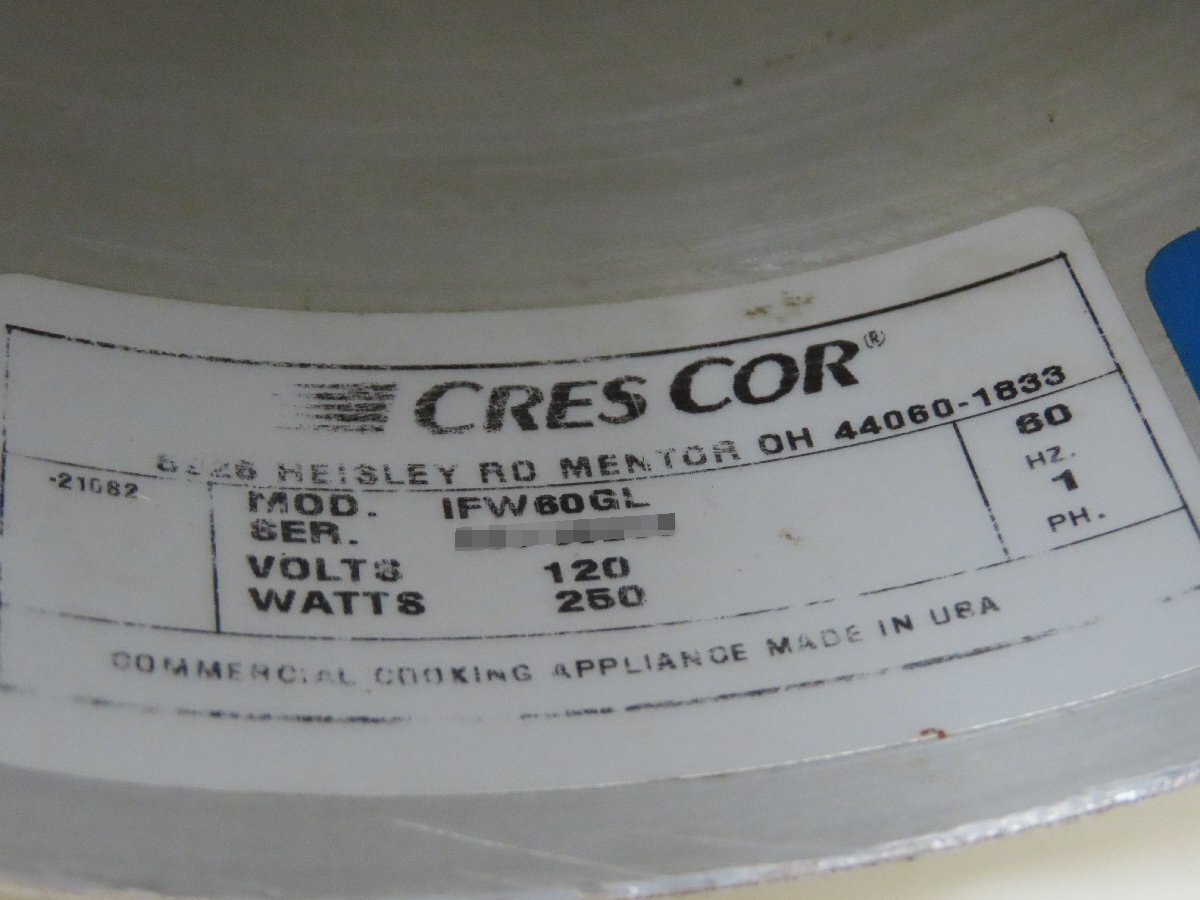 CRES COR®
HEISLEY RD MENTOR OH 44060-1833
-21082
MOD. IFW60GL
SER.
VOLTS 120
WATTS 250
60
HZ.
1
PH.
COMMERCIAL COOKING APPLIANCE MADE IN USA